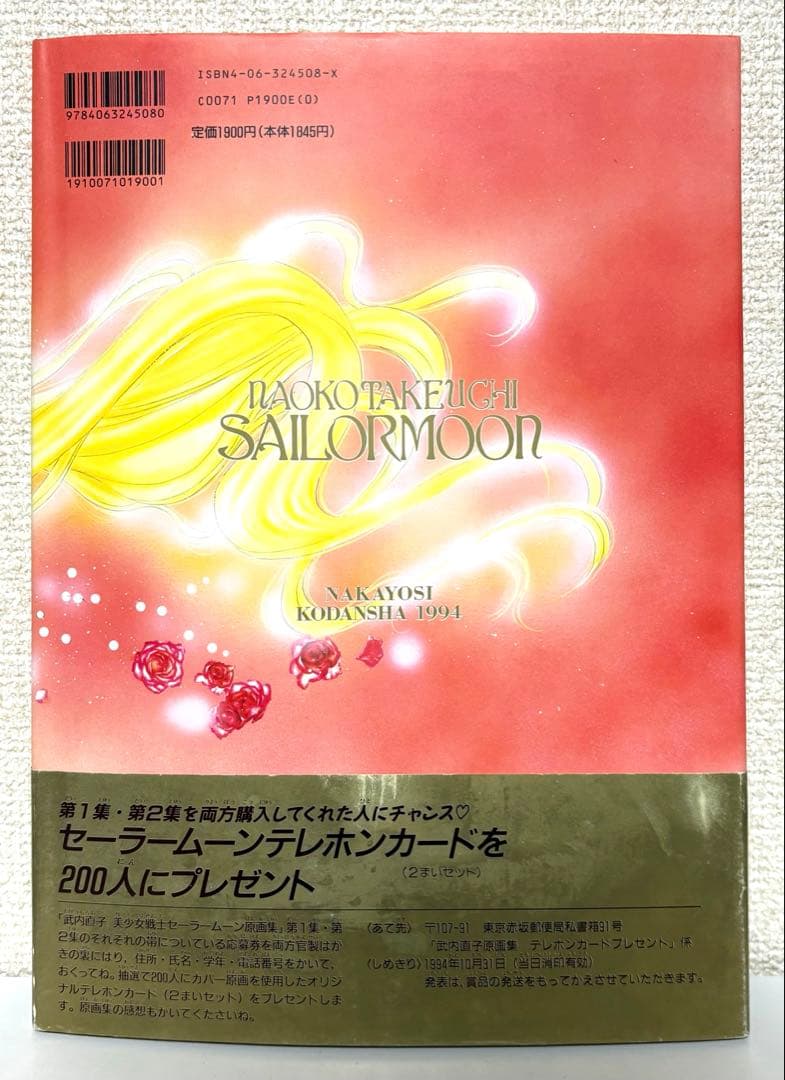 ISBN4-06-324508-X
C0071 P1900E(0)
定価1900円(本体1845円)
9784063245080
1910071019001
NAOKO TAKEUCHI
SAILORMOON
NAKAYOSI
KODANSHA 1994
第1集・第2集を両方購入してくれた人にチャンス♡
セーラームーンテレホンカードを
(2まいセット)
200人にプレゼント
「武内直子 美少女戦士セーラームーン原画集」第1集・第
2集のそれぞれの帯についている応募券を両方官製はが
きの裏にはり、住所・氏名・学年・電話番号をかいて、
おくってね。抽選で200人にカバー原画を使用したオリジ
ナルテレホンカード(2まいセット)をプレゼントしま
す。原画集の感想もかいてくださいね。
〈あて先〉 〒107-91 東京赤坂郵便局私書箱91号
「武内直子原画集 テレホンカードプレゼント」係
〈しめきり〉1994年10月31日(当日消印有効)
発表は、賞品の発送をもってかえさせていただきます。